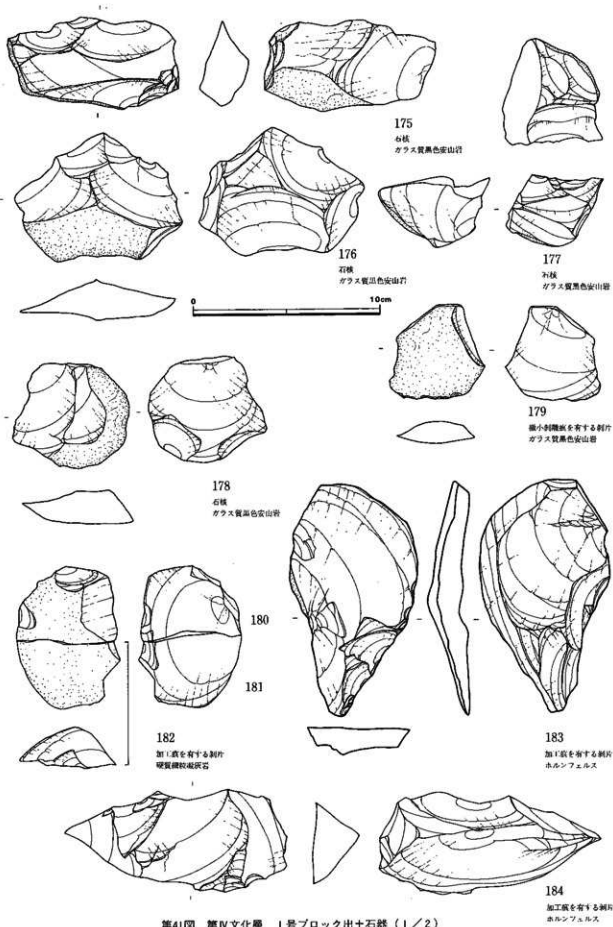 175
石核
ガラス質黒色安山岩
176
石核
ガラス質黒色安山岩
177
石核
ガラス質黒色安山岩
0 10cm
179
微小剥離痕を有する剥片
ガラス質黒色安山岩
178
石核
ガラス質黒色安山岩
180
181
182
加工痕を有する剥片
硬質細粒凝灰岩
183
加工痕を有する剥片
ホルンフェルス
184
加工痕を有する剥片
ホルンフェルス
第41図 第Ⅳ文化層 1号ブロック出土石器(1/2)